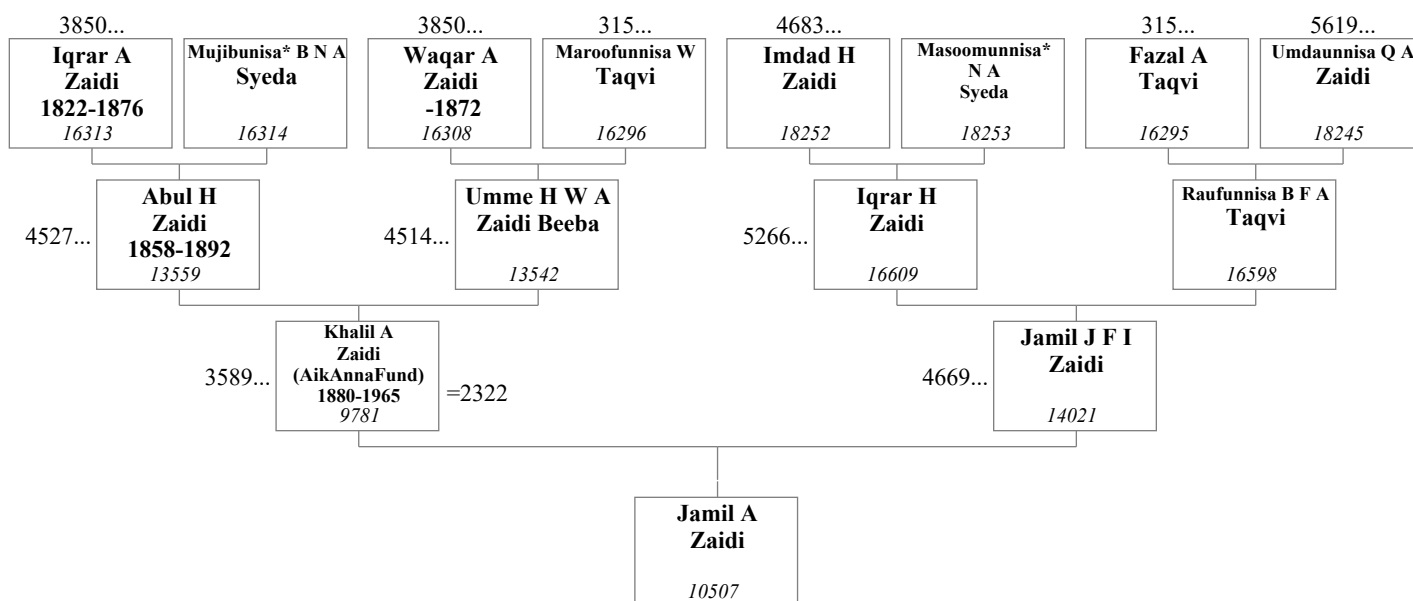 3850...
3850...
315...
4683...
315...
5619...
Iqrar A
Zaidi
1822-1876
16313
Mujibunisa* B N A
Syeda
16314
Waqar A
Zaidi
-1872
16308
Maroofunnisa W
Taqvi
16296
Imdad H
Zaidi
18252
Masoomunnisa*
N A
Syeda
18253
Fazal A
Taqvi
16295
Umdaunnisa Q A
Zaidi
18245
4527...
Abul H
Zaidi
1858-1892
13559
4514...
Umme H W A
Zaidi Beeba
13542
5266...
Iqrar H
Zaidi
16609
Raufunnisa B F A
Taqvi
16598
3589...
Khalil A
Zaidi
(AikAnnaFund)
1880-1965
9781
=2322
4669...
Jamil J F I
Zaidi
14021
Jamil A
Zaidi
10507